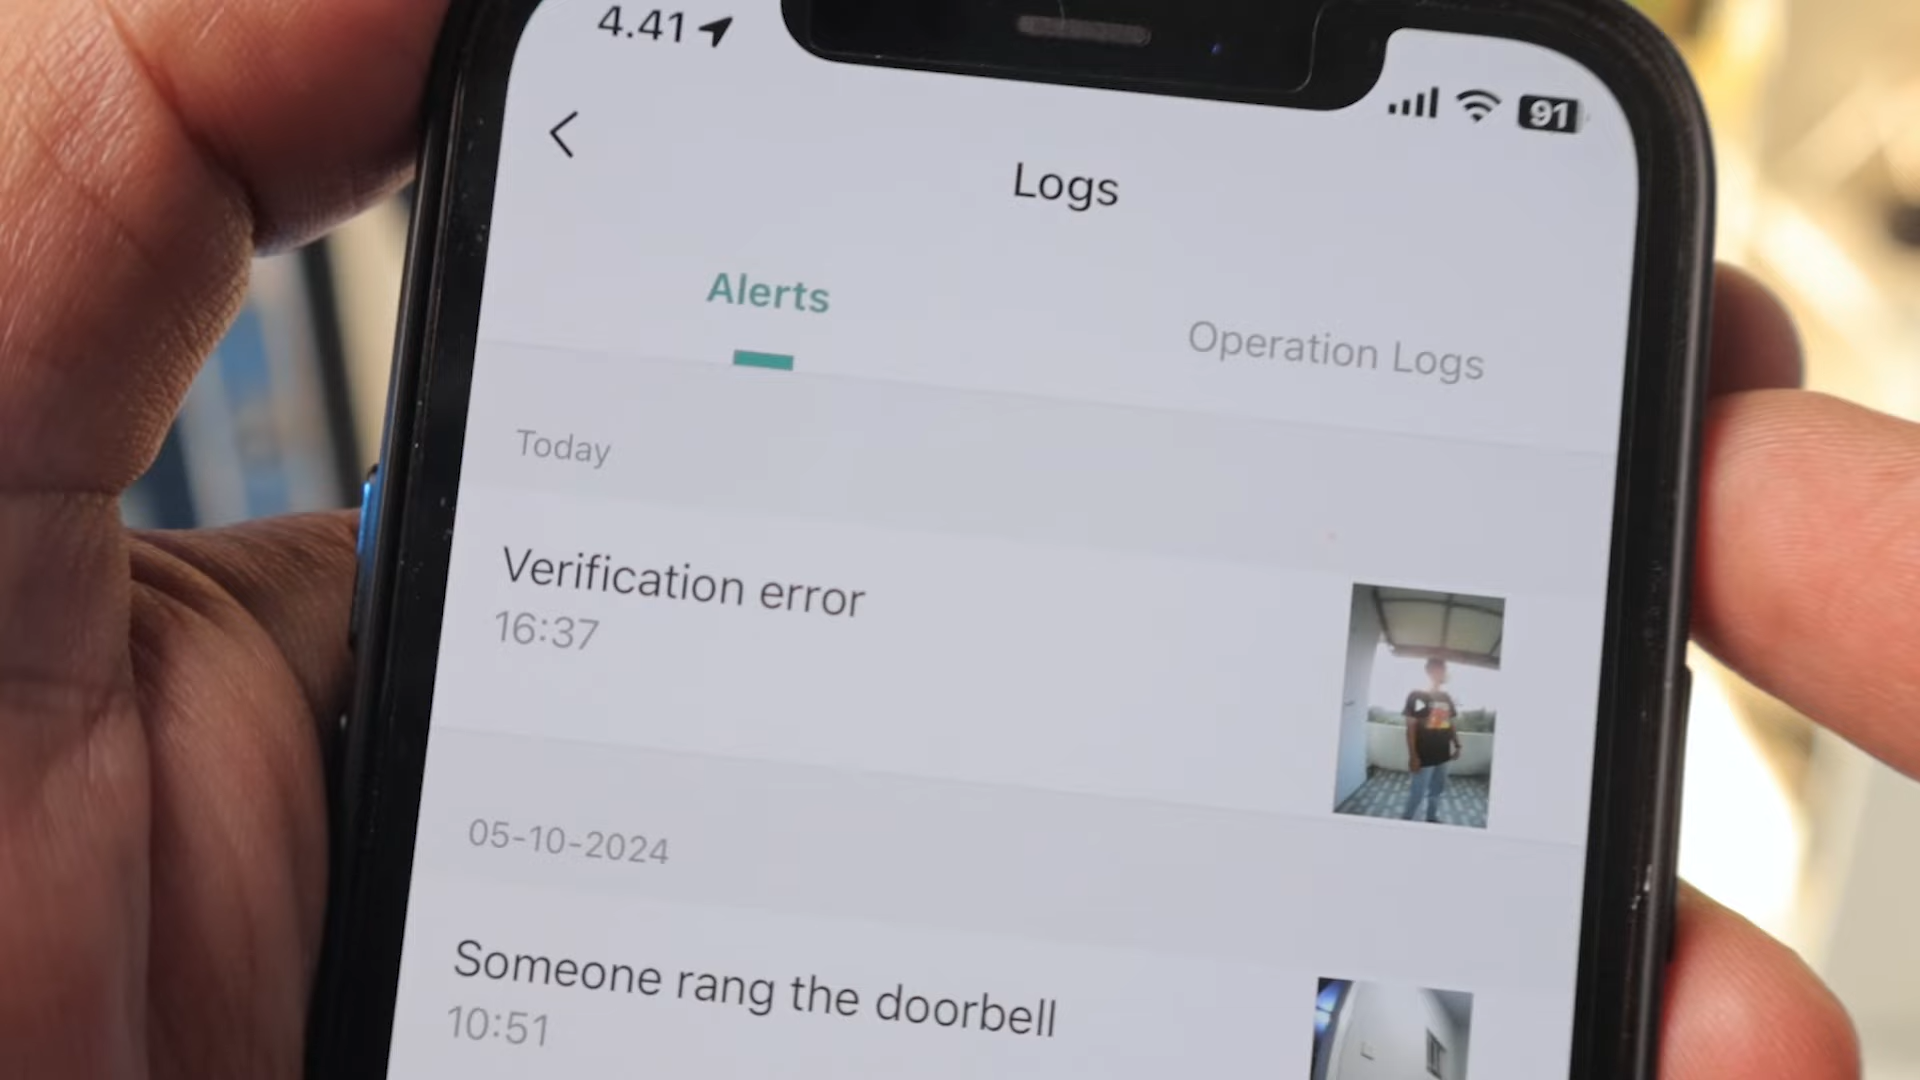 4.41
91
Logs
Alerts
Operation Logs
Today
Verification error
16:37
05-10-2024
Someone rang the doorbell
10:51